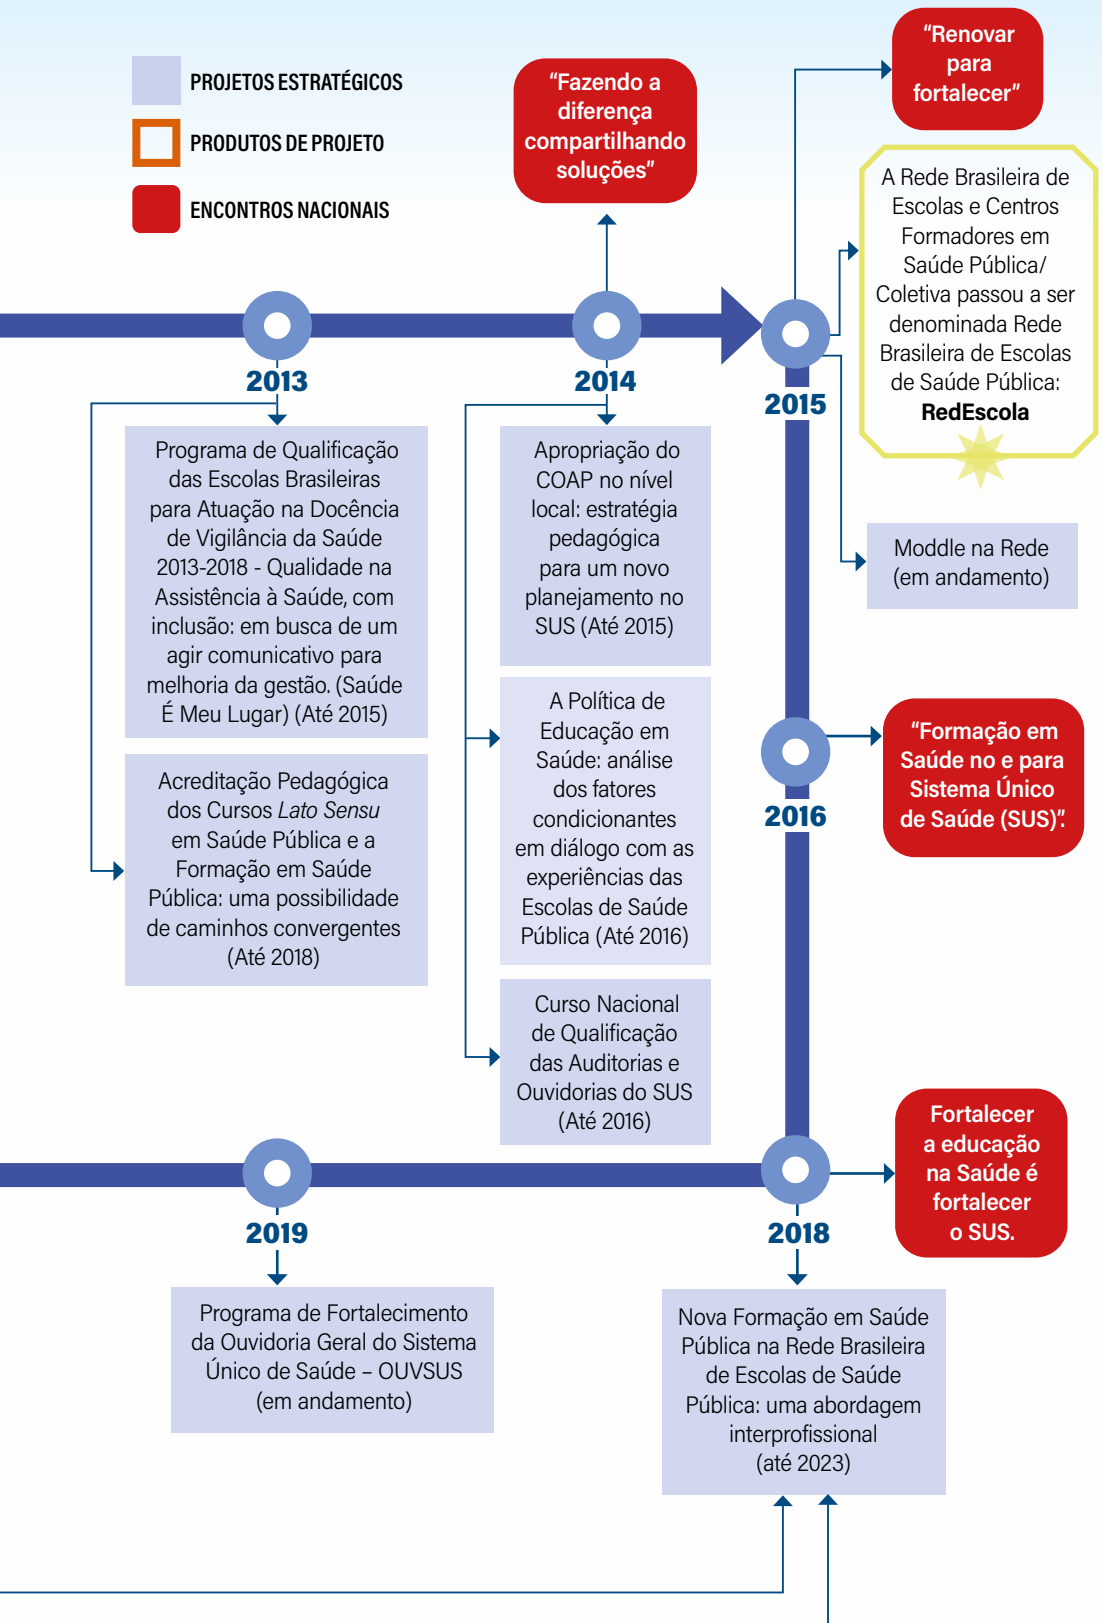 PROJETOS ESTRATÉGICOS
PRODUTOS DE PROJETO
ENCONTROS NACIONAIS
“Fazendo a
diferença
compartilhando
soluções”
“Renovar
para
fortalecer”
A Rede Brasileira de
Escolas e Centros
Formadores em
Saúde Pública/
Coletiva passou a ser
denominada Rede
Brasileira de Escolas
de Saúde Pública:
RedEscola
2013
2014
2015
Programa de Qualificação
das Escolas Brasileiras
para Atuação na Docência
de Vigilância da Saúde
2013-2018 - Qualidade na
Assistência à Saúde, com
inclusão: em busca de um
agir comunicativo para
melhoria da gestão. (Saúde
É Meu Lugar) (Até 2015)
Acreditação Pedagógica
dos Cursos Lato Sensu
em Saúde Pública e a
Formação em Saúde
Pública: uma possibilidade
de caminhos convergentes
(Até 2018)
Apropriação do
COAP no nível
local: estratégia
pedagógica
para um novo
planejamento no
SUS (Até 2015)
A Política de
Educação em
Saúde: análise
dos fatores
condicionantes
em diálogo com as
experiências das
Escolas de Saúde
Pública (Até 2016)
Curso Nacional
de Qualificação
das Auditorias e
Ouvidorias do SUS
(Até 2016)
Moddle na Rede
(em andamento)
2016
“Formação em
Saúde no e para
Sistema Único
de Saúde (SUS)”.
2018
Fortalecer
a educação
na Saúde é
fortalecer
o SUS.
2019
Programa de Fortalecimento
da Ouvidoria Geral do Sistema
Único de Saúde – OUVSUS
(em andamento)
Nova Formação em Saúde
Pública na Rede Brasileira
de Escolas de Saúde
Pública: uma abordagem
interprofissional
(até 2023)